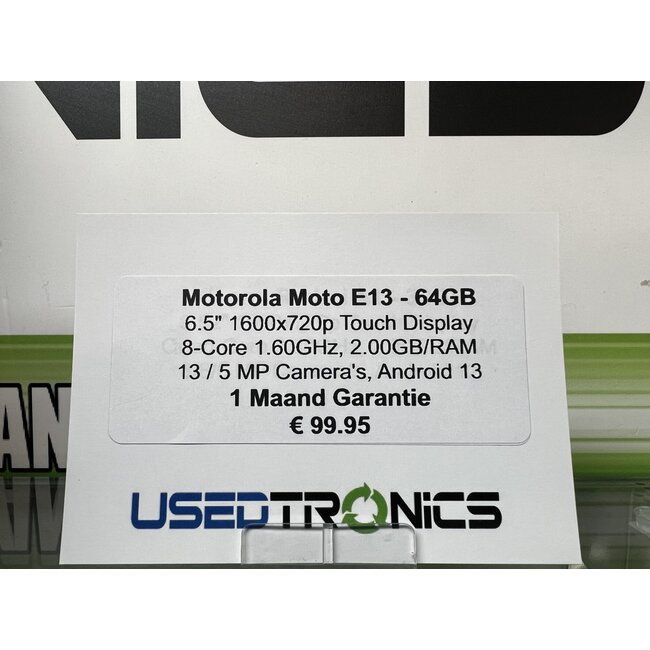 Motorola Moto E13 - 64GB
6.5" 1600x720p Touch Display
8-Core 1.60GHz, 2.00GB/RAM
13 / 5 MP Camera's, Android 13
1 Maand Garantie
€ 99.95
USEDTRONiCS